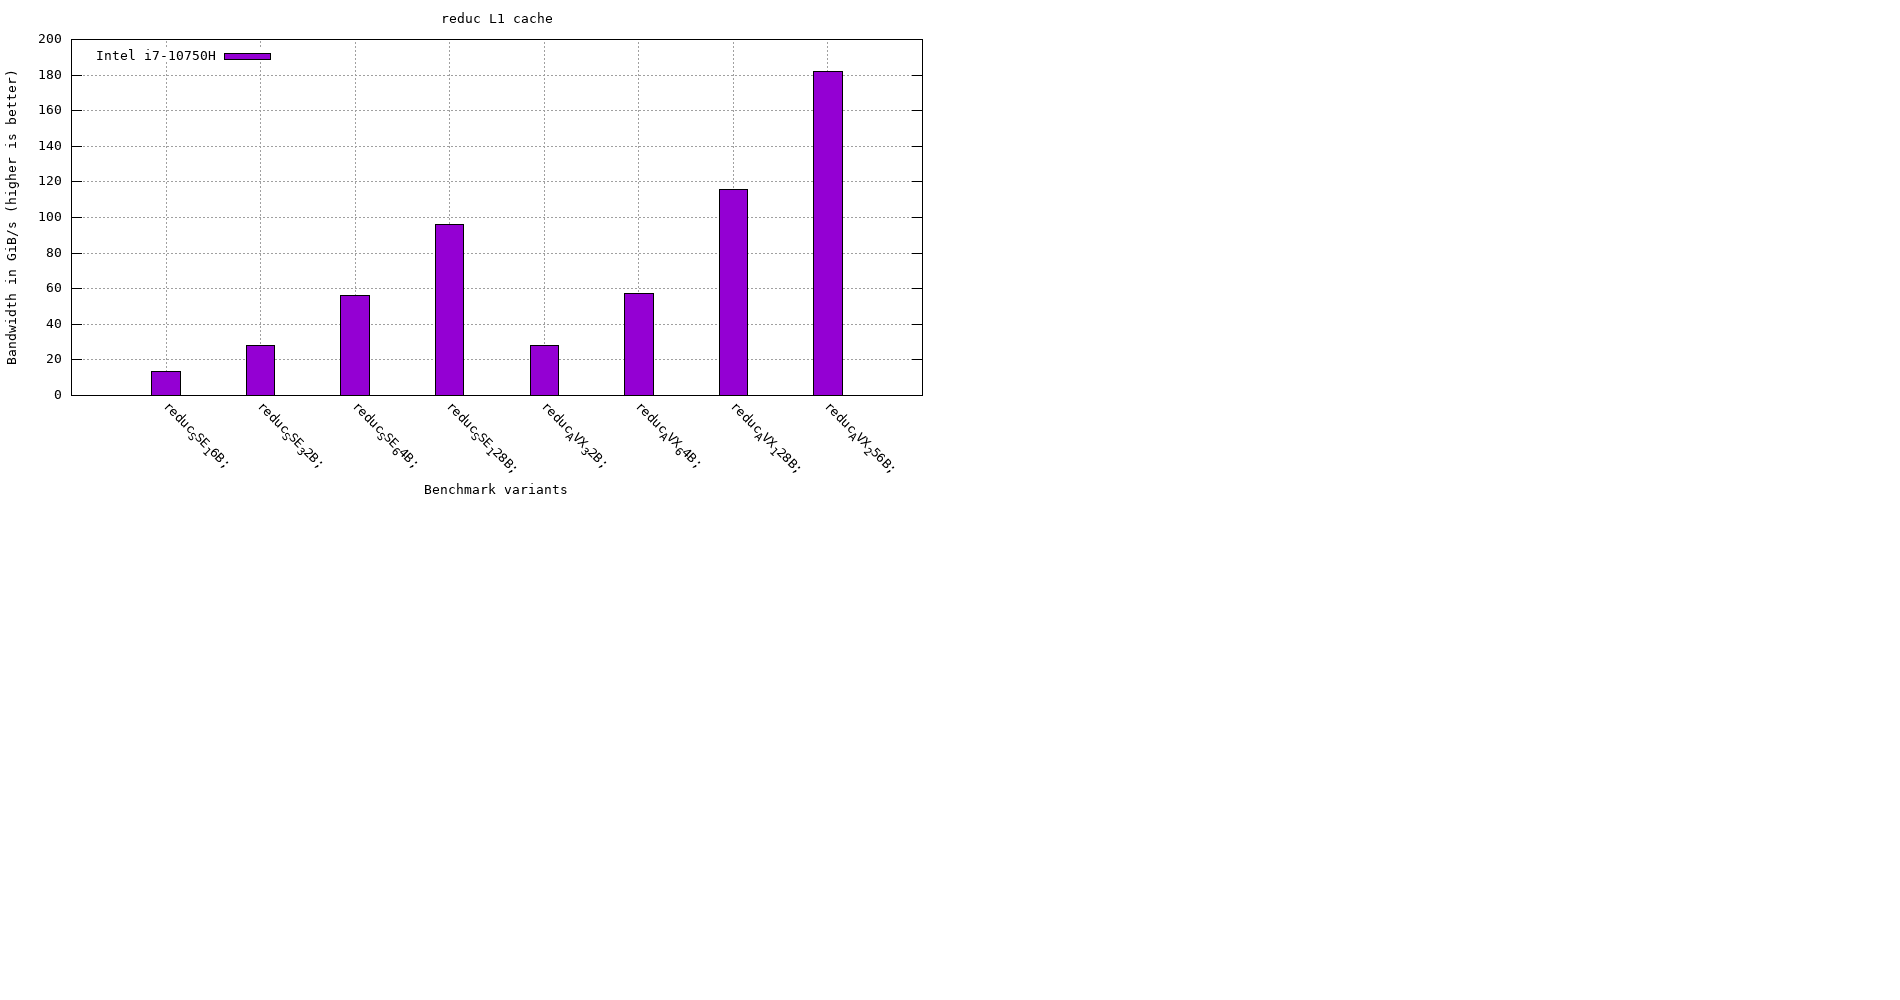 reduc L1 cache
Intel i7-10750H
Bandwidth in GiB/s (higher is better)
200
180
160
140
120
100
80
60
40
20
0
reducSSE16B;
reducSSE32B;
reducSSE64B;
reducSSE128B;
reducAVX32B;
reducAVX64B;
reducAVX128B;
reducAVX256B;
Benchmark variants